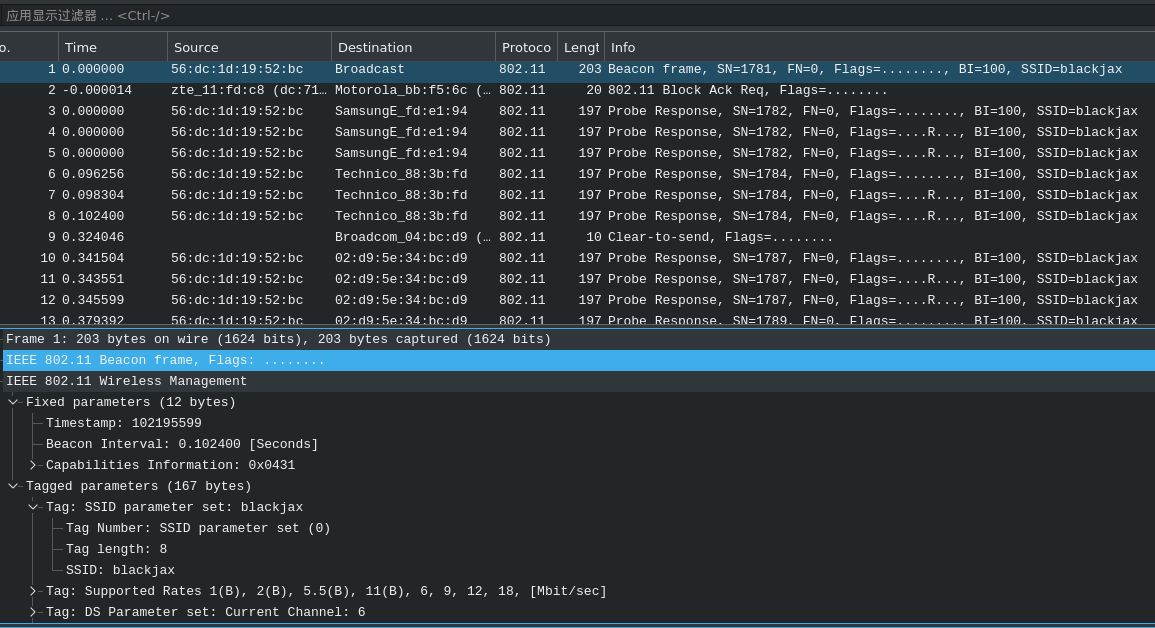 应用显示过滤器 … <Ctrl-/>
o. Time Source Destination Protoco Lengt Info
1 0.000000 56:dc:1d:19:52:bc Broadcast 802.11 203 Beacon frame, SN=1781, FN=0, Flags=........, BI=100, SSID=blackjax
2 -0.000014 zte_11:fd:c8 (dc:71… Motorola_bb:f5:6c (… 802.11 20 802.11 Block Ack Req, Flags=........
3 0.000000 56:dc:1d:19:52:bc SamsungE_fd:e1:94 802.11 197 Probe Response, SN=1782, FN=0, Flags=........, BI=100, SSID=blackjax
4 0.000000 56:dc:1d:19:52:bc SamsungE_fd:e1:94 802.11 197 Probe Response, SN=1782, FN=0, Flags=....R..., BI=100, SSID=blackjax
5 0.000000 56:dc:1d:19:52:bc SamsungE_fd:e1:94 802.11 197 Probe Response, SN=1782, FN=0, Flags=....R..., BI=100, SSID=blackjax
6 0.096256 56:dc:1d:19:52:bc Technico_88:3b:fd 802.11 197 Probe Response, SN=1784, FN=0, Flags=........, BI=100, SSID=blackjax
7 0.098304 56:dc:1d:19:52:bc Technico_88:3b:fd 802.11 197 Probe Response, SN=1784, FN=0, Flags=....R..., BI=100, SSID=blackjax
8 0.102400 56:dc:1d:19:52:bc Technico_88:3b:fd 802.11 197 Probe Response, SN=1784, FN=0, Flags=....R..., BI=100, SSID=blackjax
9 0.324046 Broadcom_04:bc:d9 (… 802.11 10 Clear-to-send, Flags=........
10 0.341504 56:dc:1d:19:52:bc 02:d9:5e:34:bc:d9 802.11 197 Probe Response, SN=1787, FN=0, Flags=........, BI=100, SSID=blackjax
11 0.343551 56:dc:1d:19:52:bc 02:d9:5e:34:bc:d9 802.11 197 Probe Response, SN=1787, FN=0, Flags=....R..., BI=100, SSID=blackjax
12 0.345599 56:dc:1d:19:52:bc 02:d9:5e:34:bc:d9 802.11 197 Probe Response, SN=1787, FN=0, Flags=....R..., BI=100, SSID=blackjax
13 0.379392 56:dc:1d:19:52:bc 02:d9:5e:34:bc:d9 802.11 197 Probe Response, SN=1789, FN=0, Flags=........, BI=100, SSID=blackjax
Frame 1: 203 bytes on wire (1624 bits), 203 bytes captured (1624 bits)
IEEE 802.11 Beacon frame, Flags: ........
IEEE 802.11 Wireless Management
Fixed parameters (12 bytes)
Timestamp: 102195599
Beacon Interval: 0.102400 [Seconds]
Capabilities Information: 0x0431
Tagged parameters (167 bytes)
Tag: SSID parameter set: blackjax
Tag Number: SSID parameter set (0)
Tag length: 8
SSID: blackjax
Tag: Supported Rates 1(B), 2(B), 5.5(B), 11(B), 6, 9, 12, 18, [Mbit/sec]
Tag: DS Parameter set: Current Channel: 6